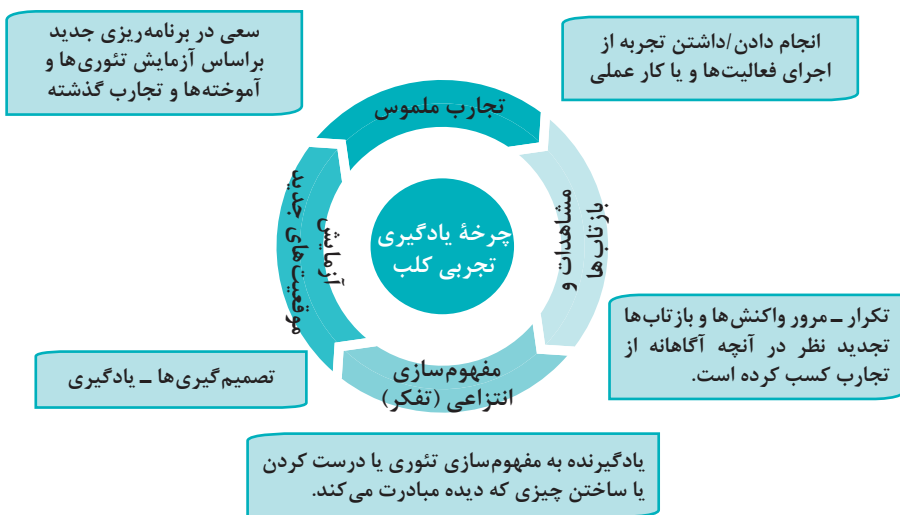 انجام دادن/داشتن تجربه از
اجرای فعالیت‌ها و یا کار عملی
سعی در برنامه‌ریزی جدید
براساس آزمایش تئوری‌ها و
آموخته‌ها و تجارب گذشته
تجارب ملموس
مشاهدات و
بازتاب‌ها
آزمایش
موقعیت‌های جدید
چرخهٔ یادگیری
تجربی کلب
تکرار ــ مرور واکنش‌ها و بازتاب‌ها
تجدید نظر در آنچه آگاهانه از
تجارب کسب کرده است.
مفهوم‌سازی
انتزاعی (تفکر)
تصمیم‌گیری‌ها ــ یادگیری
یادگیرنده به مفهوم‌سازی تئوری یا درست کردن
یا ساختن چیزی که دیده مبادرت می‌کند.